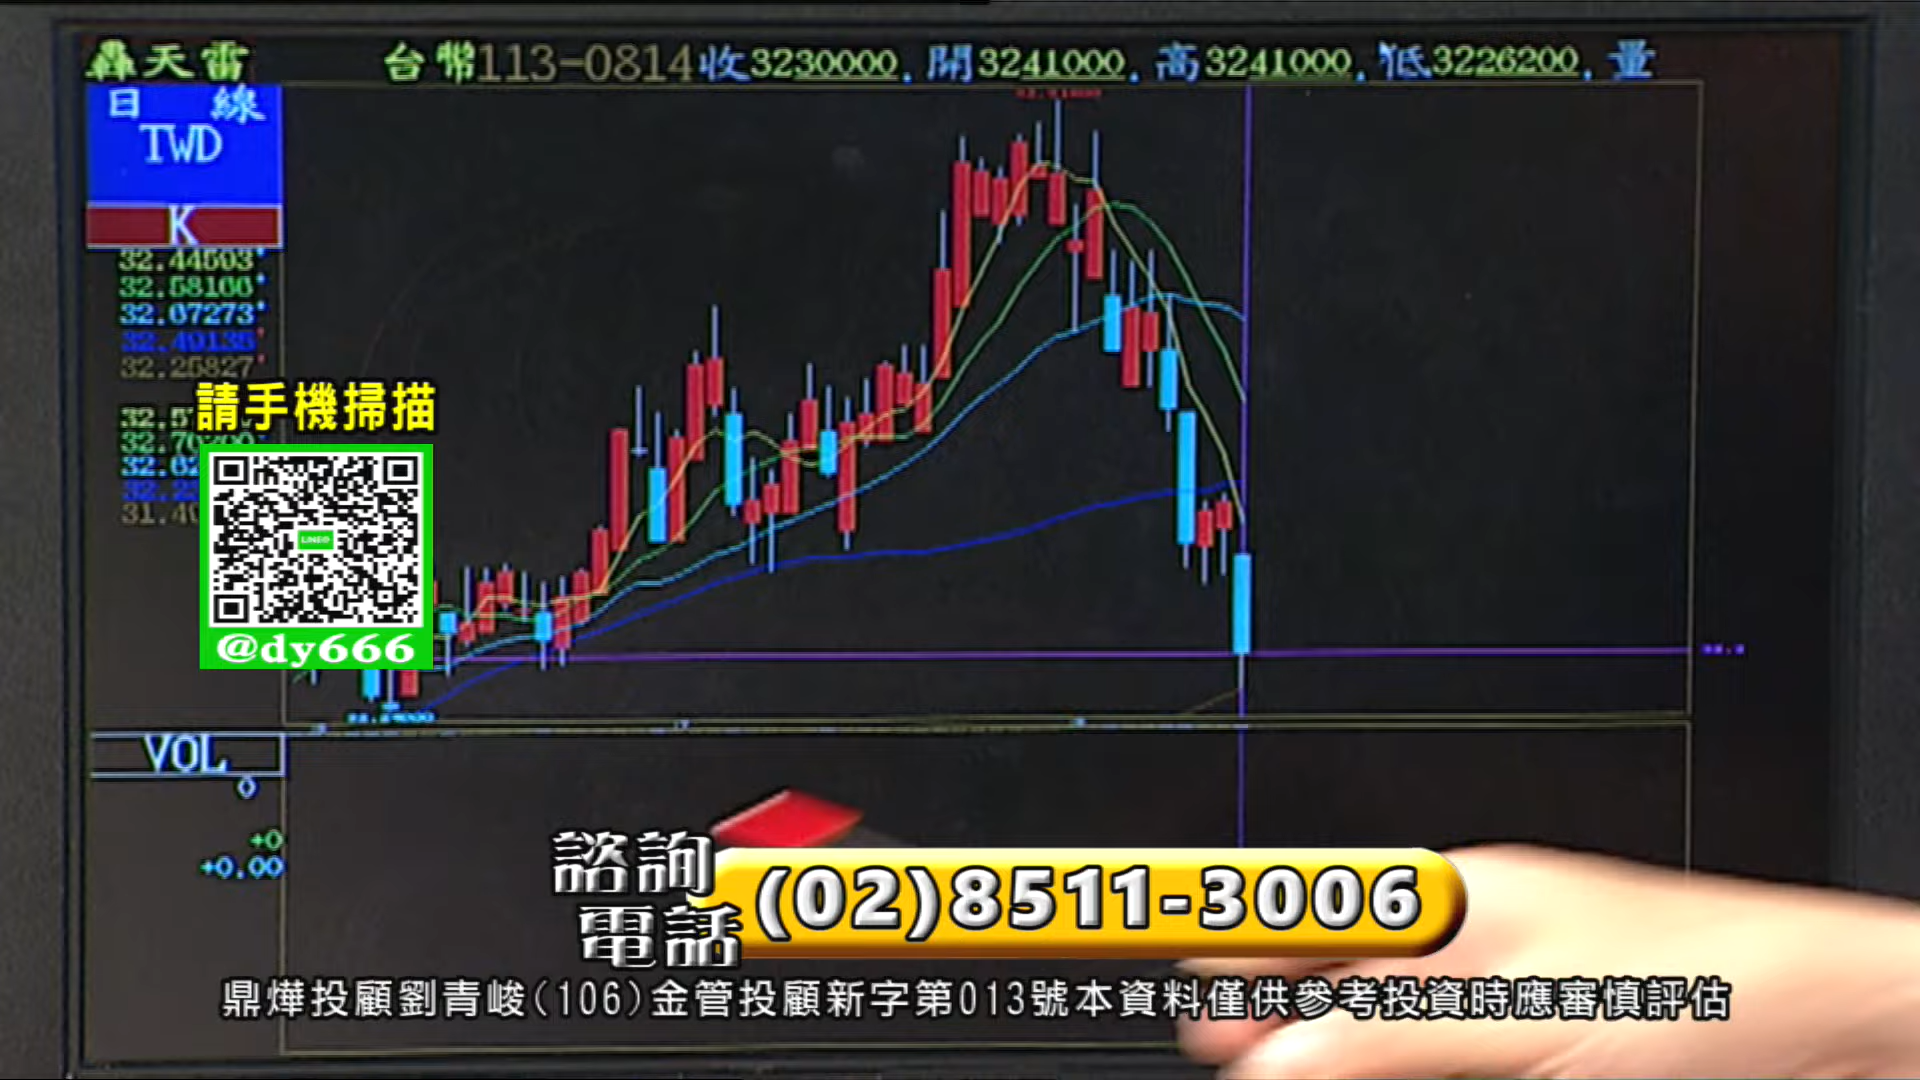 轟天雷 台幣113-0814收3230000.開3241000.高3241000.低3226200.量
日 線
TWD
K
32.44503
32.58166
32.07273
32.49135
32.25827
請手機掃描
LINE@
@dy666
VOL
0
+0
+0.00
諮詢
電話
(02)8511-3006
鼎燁投顧劉青峻(106)金管投顧新字第013號本資料僅供參考投資時應審慎評估